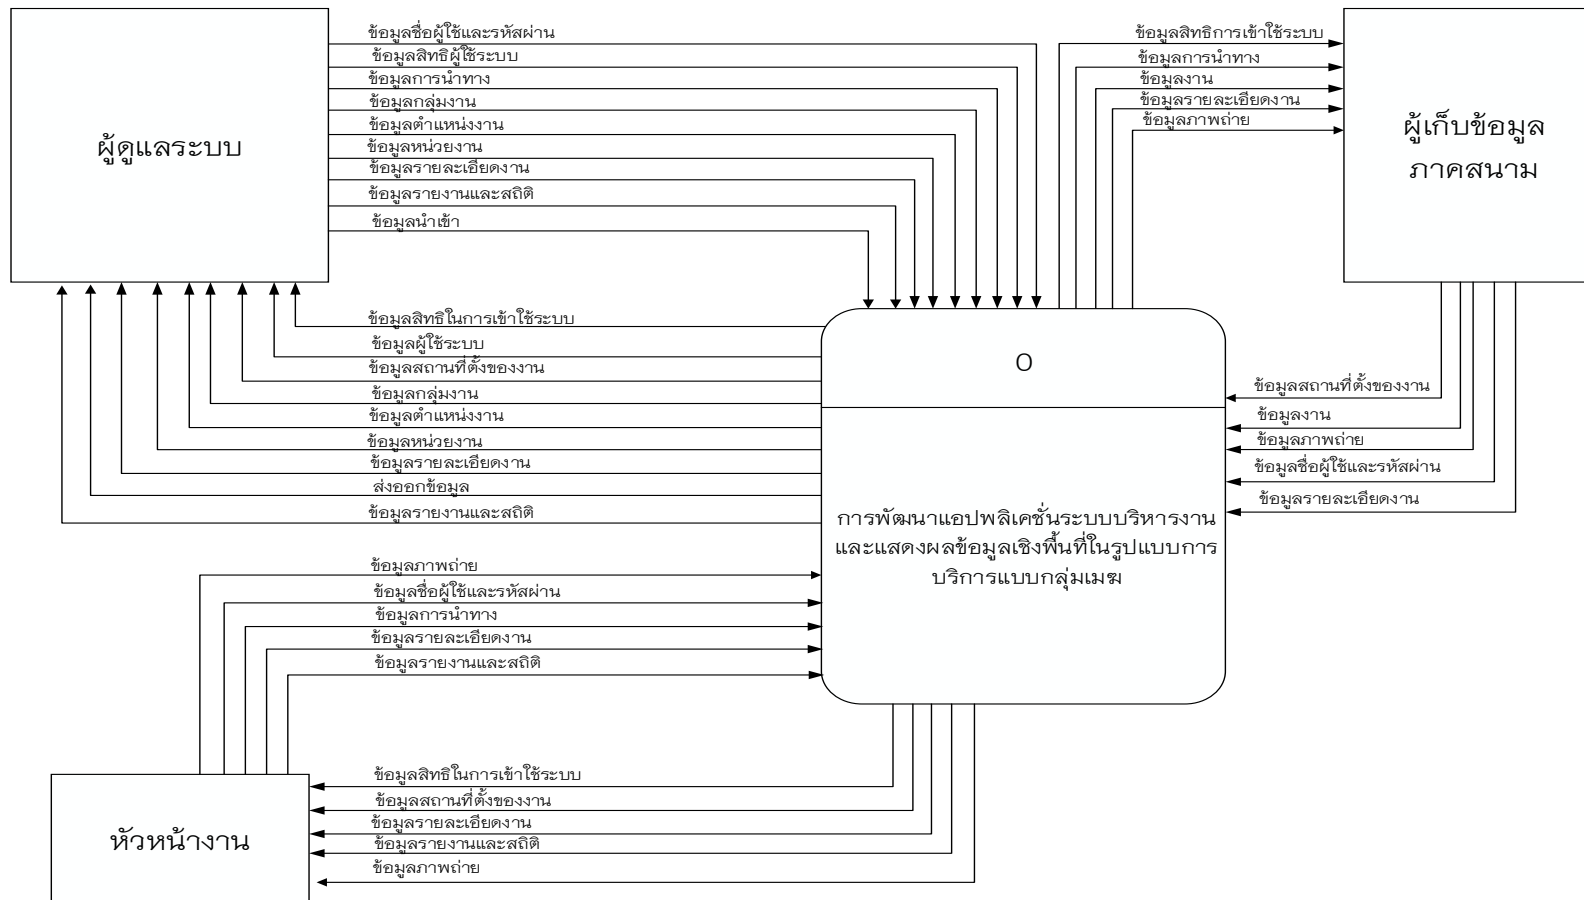 ผู้ดูแลระบบ
ข้อมูลชื่อผู้ใช้และรหัสผ่าน
ข้อมูลสิทธิผู้ใช้ระบบ
ข้อมูลการนำทาง
ข้อมูลกลุ่มงาน
ข้อมูลตำแหน่งงาน
ข้อมูลหน่วยงาน
ข้อมูลรายละเอียดงาน
ข้อมูลรายงานและสถิติ
ข้อมูลนำเข้า
ข้อมูลสิทธิการเข้าใช้ระบบ
ข้อมูลการนำทาง
ข้อมูลงาน
ข้อมูลรายละเอียดงาน
ข้อมูลภาพถ่าย
ผู้เก็บข้อมูล
ภาคสนาม
ข้อมูลสิทธิในการเข้าใช้ระบบ
ข้อมูลผู้ใช้ระบบ
ข้อมูลสถานที่ตั้งของงาน
ข้อมูลกลุ่มงาน
ข้อมูลตำแหน่งงาน
ข้อมูลหน่วยงาน
ข้อมูลรายละเอียดงาน
ส่งออกข้อมูล
ข้อมูลรายงานและสถิติ
0
การพัฒนาแอปพลิเคชั่นระบบบริหารงาน
และแสดงผลข้อมูลเชิงพื้นที่ในรูปแบบการ
บริการแบบกลุ่มเมฆ
ข้อมูลสถานที่ตั้งของงาน
ข้อมูลงาน
ข้อมูลภาพถ่าย
ข้อมูลชื่อผู้ใช้และรหัสผ่าน
ข้อมูลรายละเอียดงาน
ข้อมูลภาพถ่าย
ข้อมูลชื่อผู้ใช้และรหัสผ่าน
ข้อมูลการนำทาง
ข้อมูลรายละเอียดงาน
ข้อมูลรายงานและสถิติ
หัวหน้างาน
ข้อมูลสิทธิในการเข้าใช้ระบบ
ข้อมูลสถานที่ตั้งของงาน
ข้อมูลรายละเอียดงาน
ข้อมูลรายงานและสถิติ
ข้อมูลภาพถ่าย